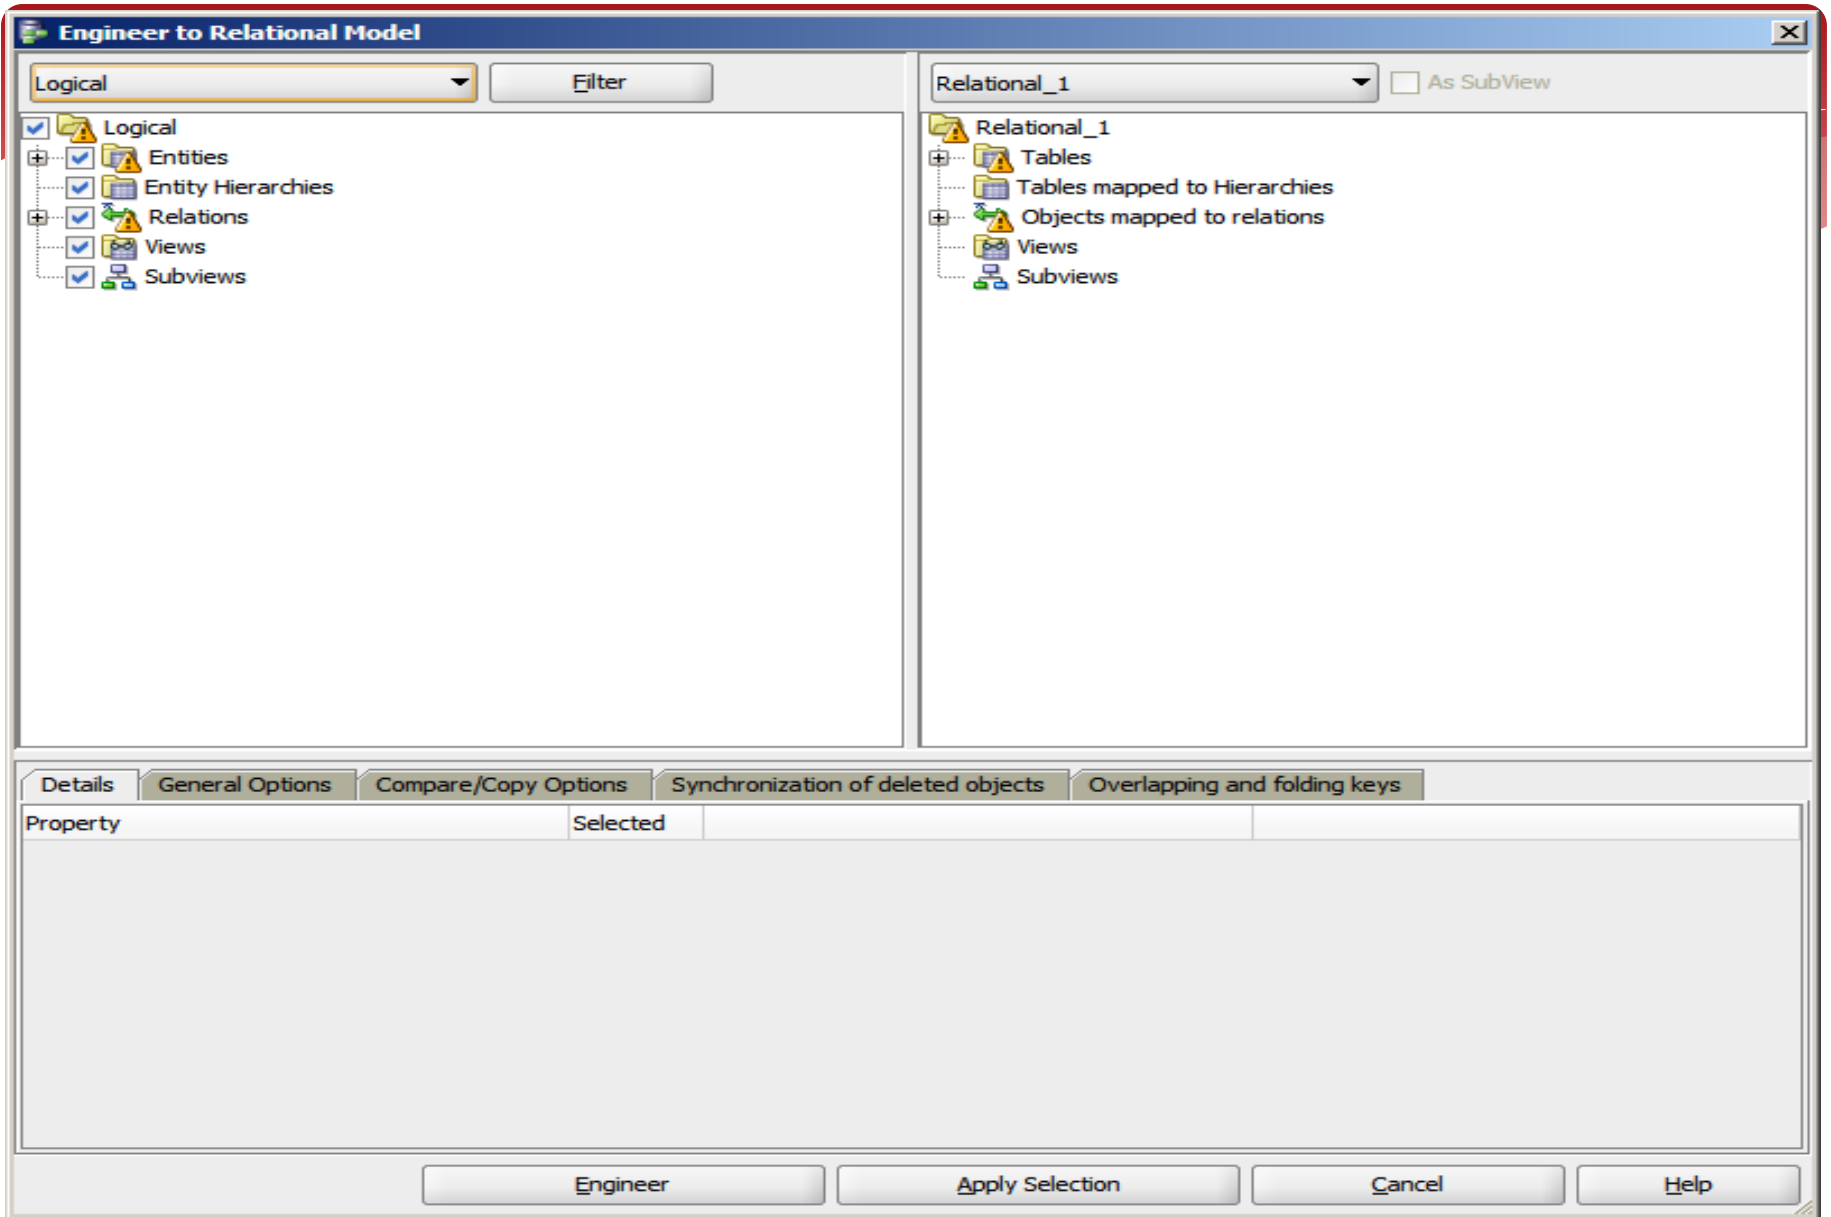 Engineer to Relational Model
Logical
Filter
Relational_1
As SubView
Logical
Entities
Entity Hierarchies
Relations
Views
Subviews
Relational_1
Tables
Tables mapped to Hierarchies
Objects mapped to relations
Views
Subviews
Details
General Options
Compare/Copy Options
Synchronization of deleted objects
Overlapping and folding keys
Property
Selected
Engineer
Apply Selection
Cancel
Help